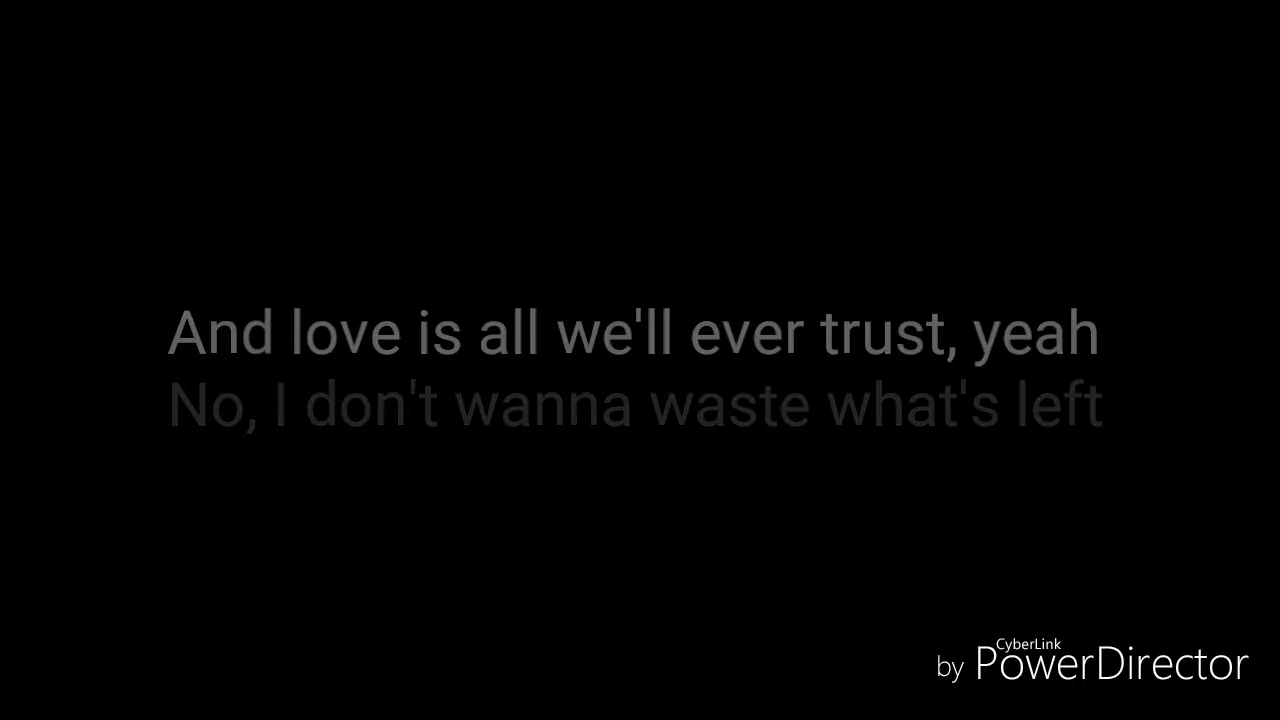 And love is all we'll ever trust, yeah
No, I don't wanna waste what's left
by CyberLink PowerDirector